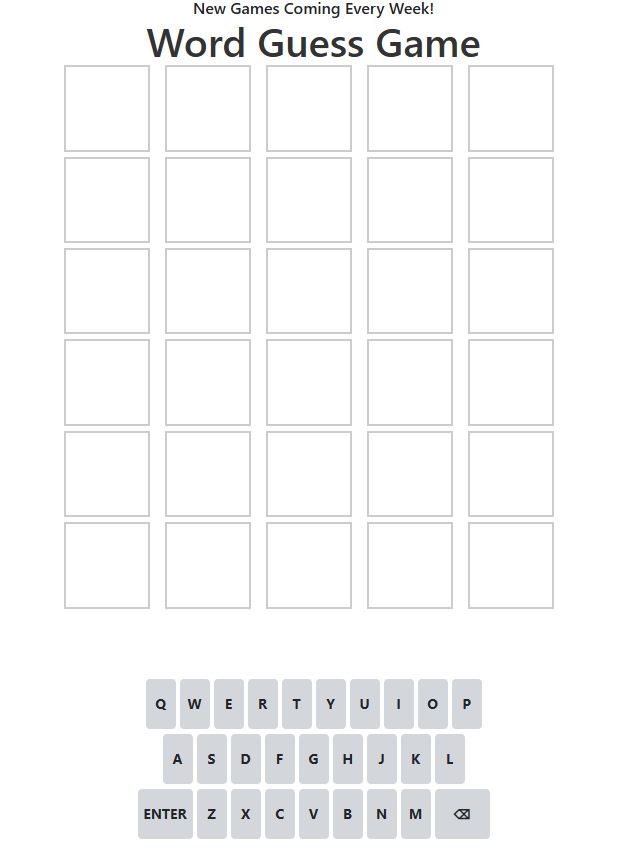 New Games Coming Every Week!
Word Guess Game
Q W E R T Y U I O P
A S D F G H J K L
ENTER Z X C V B N M ⌫